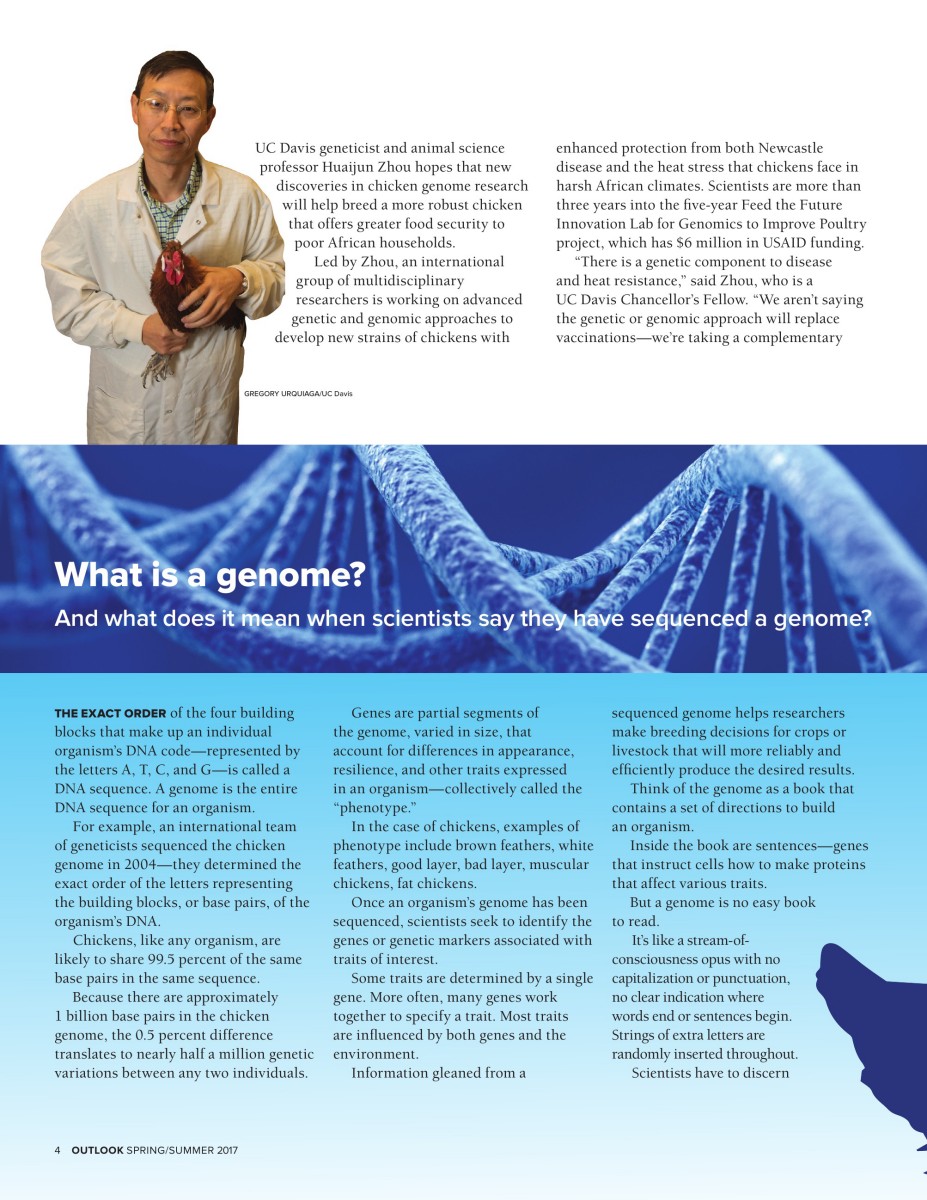 UC Davis geneticist and animal science
professor Huaijun Zhou hopes that new
discoveries in chicken genome research
will help breed a more robust chicken
that offers greater food security to
poor African households.
Led by Zhou, an international
group of multidisciplinary
researchers is working on advanced
genetic and genomic approaches to
develop new strains of chickens with
enhanced protection from both Newcastle
disease and the heat stress that chickens face in
harsh African climates. Scientists are more than
three years into the five-year Feed the Future
Innovation Lab for Genomics to Improve Poultry
project, which has $6 million in USAID funding.
“There is a genetic component to disease
and heat resistance,” said Zhou, who is a
UC Davis Chancellor’s Fellow. “We aren’t saying
the genetic or genomic approach will replace
vaccinations—we’re taking a complementary
GREGORY URQUIAGA/UC Davis
What is a genome?
And what does it mean when scientists say they have sequenced a genome?
THE EXACT ORDER of the four building
blocks that make up an individual
organism’s DNA code—represented by
the letters A, T, C, and G—is called a
DNA sequence. A genome is the entire
DNA sequence for an organism.
For example, an international team
of geneticists sequenced the chicken
genome in 2004—they determined the
exact order of the letters representing
the building blocks, or base pairs, of the
organism’s DNA.
Chickens, like any organism, are
likely to share 99.5 percent of the same
base pairs in the same sequence.
Because there are approximately
1 billion base pairs in the chicken
genome, the 0.5 percent difference
translates to nearly half a million genetic
variations between any two individuals.
Genes are partial segments of
the genome, varied in size, that
account for differences in appearance,
resilience, and other traits expressed
in an organism—collectively called the
“phenotype.”
In the case of chickens, examples of
phenotype include brown feathers, white
feathers, good layer, bad layer, muscular
chickens, fat chickens.
Once an organism’s genome has been
sequenced, scientists seek to identify the
genes or genetic markers associated with
traits of interest.
Some traits are determined by a single
gene. More often, many genes work
together to specify a trait. Most traits
are influenced by both genes and the
environment.
Information gleaned from a
sequenced genome helps researchers
make breeding decisions for crops or
livestock that will more reliably and
efficiently produce the desired results.
Think of the genome as a book that
contains a set of directions to build
an organism.
Inside the book are sentences—genes
that instruct cells how to make proteins
that affect various traits.
But a genome is no easy book
to read.
It’s like a stream-of-
consciousness opus with no
capitalization or punctuation,
no clear indication where
words end or sentences begin.
Strings of extra letters are
randomly inserted throughout.
Scientists have to discern
4 OUTLOOK SPRING/SUMMER 2017